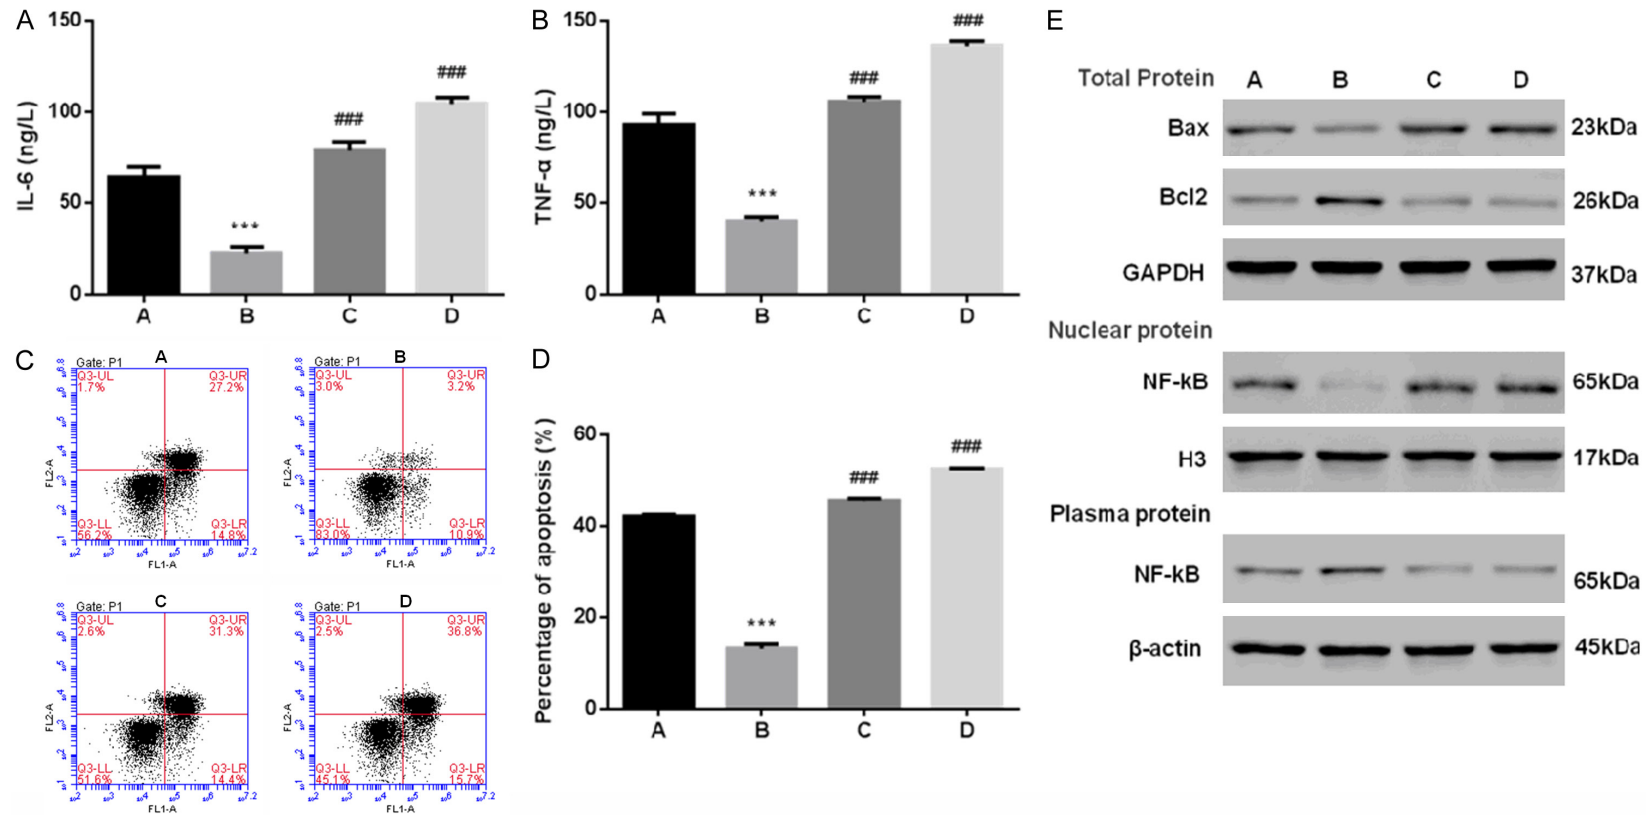 A
150
100
50
0
IL-6 (ng/L)
***
###
###
A B C D
B
150
100
50
0
TNF-α (ng/L)
***
###
###
A B C D
C
A
Gate: P1
Q3-UL
1.7%
Q3-UR
27.2%
Q3-LL
56.2%
Q3-LR
14.8%
FL2-A
FL1-A
B
Gate: P1
Q3-UL
3.0%
Q3-UR
3.2%
Q3-LL
83.0%
Q3-LR
10.9%
FL2-A
FL1-A
C
Gate: P1
Q3-UL
2.6%
Q3-UR
31.3%
Q3-LL
51.6%
Q3-LR
14.4%
FL2-A
FL1-A
D
Gate: P1
Q3-UL
2.5%
Q3-UR
36.8%
Q3-LL
45.1%
Q3-LR
15.7%
FL2-A
FL1-A
D
60
40
20
0
Percentage of apoptosis (%)
***
###
###
A B C D
E
Total Protein A B C D
Bax 23kDa
Bcl2 26kDa
GAPDH 37kDa
Nuclear protein
NF-kB 65kDa
H3 17kDa
Plasma protein
NF-kB 65kDa
β-actin 45kDa